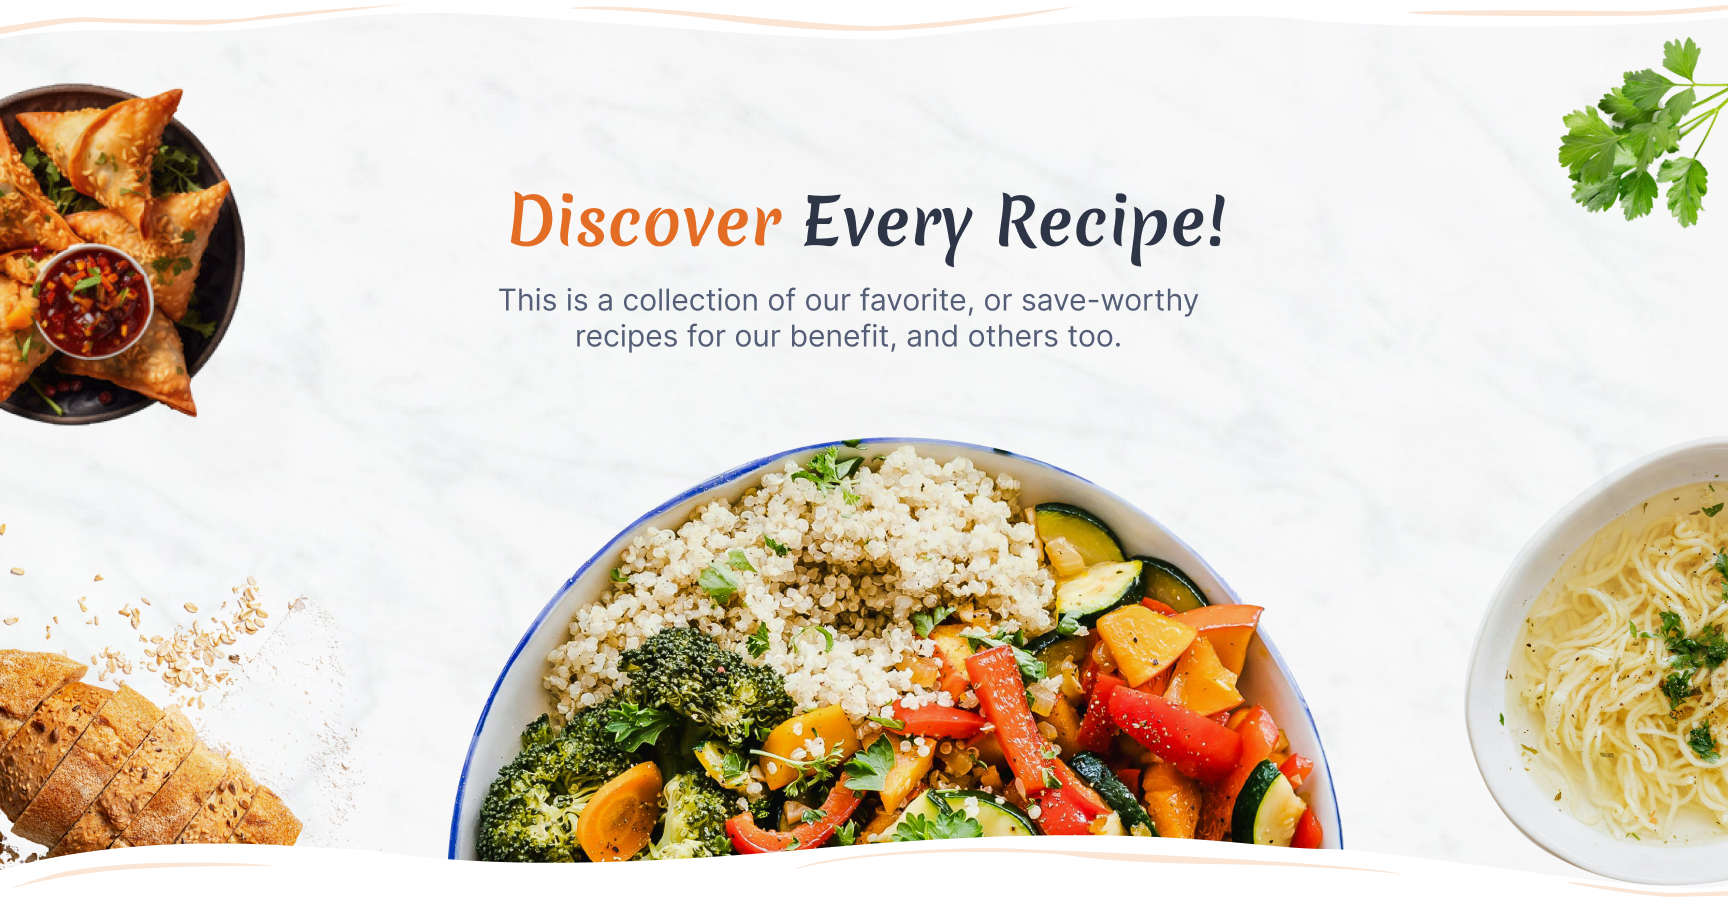 Discover Every Recipe!
This is a collection of our favorite, or save-worthy
recipes for our benefit, and others too.